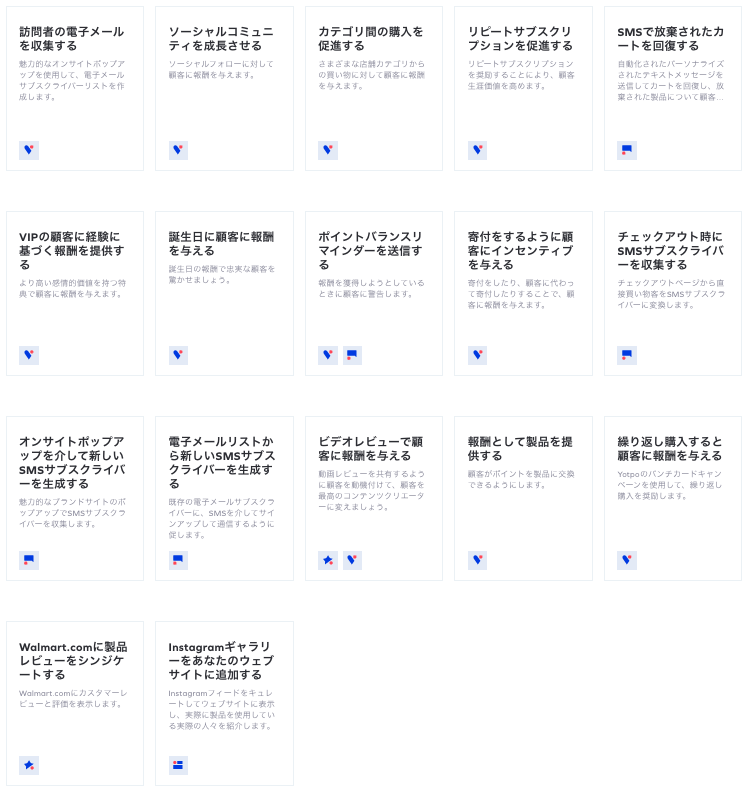 訪問者の電子メール
を収集する
魅力的なオンサイトポップア
ップを使用して、電子メール
サブスクライバーリストを作
成します。
ソーシャルコミュニ
ティを成長させる
ソーシャルフォローに対して
顧客に報酬を与えます。
カテゴリ間の購入を
促進する
さまざまな店舗カテゴリから
の買い物に対して顧客に報酬
を与えます。
リピートサブスクリ
プションを促進する
リピートサブスクリプション
を奨励することにより、顧客
生涯価値を高めます。
SMSで放棄されたカ
ートを回復する
自動化されたパーソナライズ
されたテキストメッセージを
送信してカートを回復し、放
棄された製品について顧客...
VIPの顧客に経験に
基づく報酬を提供す
る
より高い感情的価値を持つ特
典で顧客に報酬を与えます。
誕生日に顧客に報酬
を与える
誕生日の報酬で忠実な顧客を
驚かせましょう。
ポイントバランスリ
マインダーを送信す
る
報酬を獲得しようとしている
ときに顧客に警告します。
寄付をするように顧
客にインセンティブ
を与える
寄付をしたり、顧客に代わっ
て寄付したりすることで、顧
客に報酬を与えます。
チェックアウト時に
SMSサブスクライバ
ーを収集する
チェックアウトページから直
接買い物客をSMSサブスクラ
イバーに変換します。
オンサイトポップア
ップを介して新しい
SMSサブスクライバ
ーを生成する
魅力的なブランドサイトのポ
ップアップでSMSサブスクラ
イバーを収集します。
電子メールリストか
ら新しいSMSサブス
クライバーを生成す
る
既存の電子メールサブスクラ
イバーに、SMSを介してサイ
ンアップして通信するように
促します。
ビデオレビューで顧
客に報酬を与える
動画レビューを共有するよう
に顧客を動機付けて、顧客を
最高のコンテンツクリエータ
ーに変えましょう。
報酬として製品を提
供する
顧客がポイントを製品に交換
できるようにします。
繰り返し購入すると
顧客に報酬を与える
Yotpoのパンチカードキャン
ペーンを使用して、繰り返し
購入を奨励します。
Walmart.comに製品
レビューをシンジケ
ートする
Walmart.comにカスタマーレ
ビューと評価を表示します。
Instagramギャラリ
ーをあなたのウェブ
サイトに追加する
Instagramフィードをキュレ
ートしてウェブサイトに表示
し、実際に製品を使用してい
る実際の人々を紹介します。